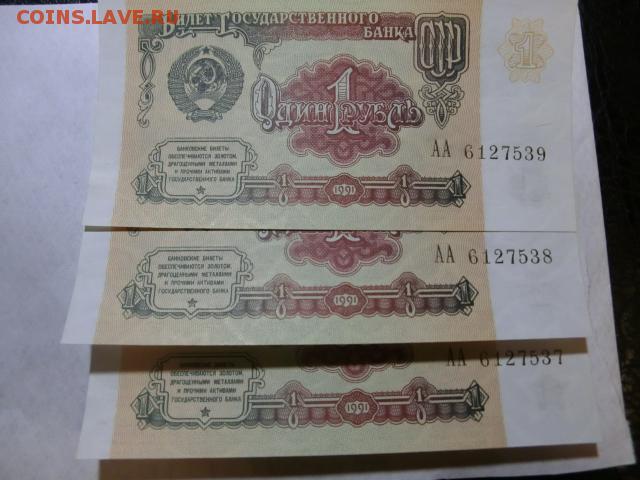 COINS.LAVE.RU
Билет Государственного
Банка
СССР
1
Один Рубль
1
БАНКОВСКИЕ БИЛЕТЫ
ОБЕСПЕЧИВАЮТСЯ ЗОЛОТОМ,
ДРАГОЦЕННЫМИ МЕТАЛЛАМИ
И ПРОЧИМИ АКТИВАМИ
ГОСУДАРСТВЕННОГО БАНКА
АА 6127539
1 1 1991 1 1
БАНКОВСКИЕ БИЛЕТЫ
ОБЕСПЕЧИВАЮТСЯ ЗОЛОТОМ,
ДРАГОЦЕННЫМИ МЕТАЛЛАМИ
И ПРОЧИМИ АКТИВАМИ
ГОСУДАРСТВЕННОГО БАНКА
АА 6127538
1 1 1991 1 1
ОБЕСПЕЧИВАЮТСЯ ЗОЛОТОМ,
ДРАГОЦЕННЫМИ МЕТАЛЛАМИ
И ПРОЧИМИ АКТИВАМИ
ГОСУДАРСТВЕННОГО БАНКА
АА 6127537
1 1 1991 1 1